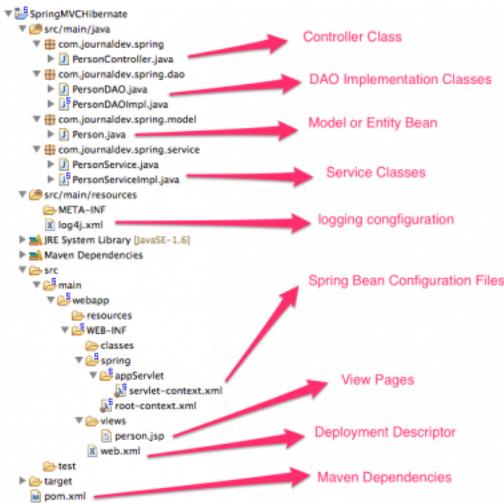 SpringMVCHibernate
src/main/java
com.journaldev.spring
Controller Class
PersonController.java
com.journaldev.spring.dao
DAO Implementation Classes
PersonDAO.java
PersonDAOImpl.java
com.journaldev.spring.model
Model or Entity Bean
Person.java
com.journaldev.spring.service
PersonService.java
Service Classes
PersonServiceImpl.java
src/main/resources
META-INF
logging congfiguration
log4j.xml
JRE System Library [JavaSE-1.6]
Maven Dependencies
src
Spring Bean Configuration Files
main
webapp
resources
WEB-INF
classes
spring
appServlet
servlet-context.xml
View Pages
root-context.xml
views
person.jsp
Deployment Descriptor
web.xml
test
target
Maven Dependencies
pom.xml